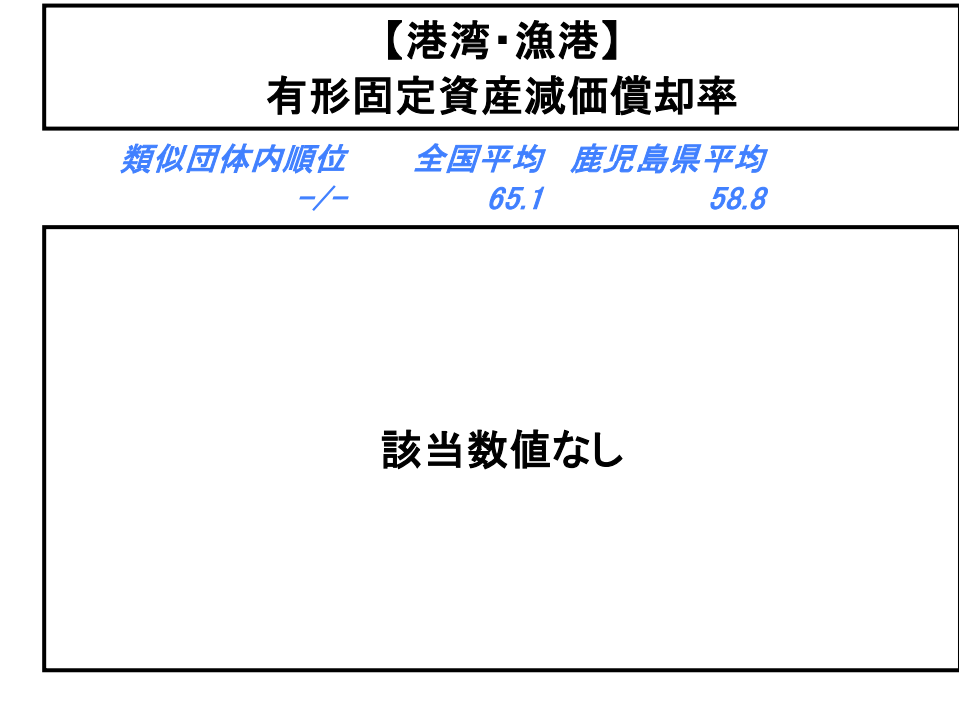 【港湾・漁港】
有形固定資産減価償却率
類似団体内順位 全国平均 鹿児島県平均
-/- 65.1 58.8
該当数値なし